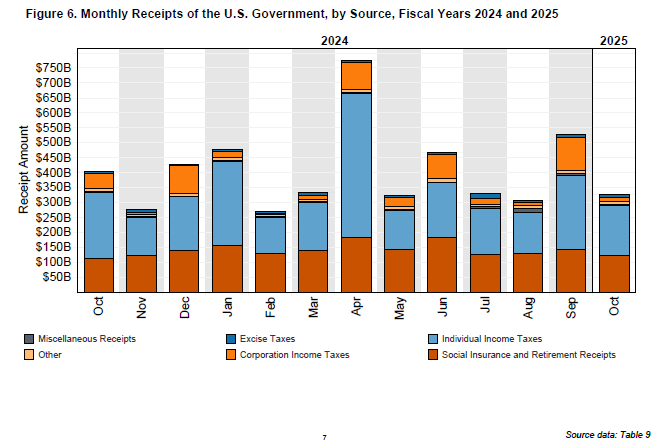 Figure 6. Monthly Receipts of the U.S. Government, by Source, Fiscal Years 2024 and 2025
2024 2025
$750B
$700B
$650B
$600B
$550B
$500B
$450B
$400B
$350B
$300B
$250B
$200B
$150B
$100B
$50B
Receipt Amount
Oct Nov Dec Jan Feb Mar Apr May Jun Jul Aug Sep Oct
Miscellaneous Receipts Excise Taxes Individual Income Taxes
Other Corporation Income Taxes Social Insurance and Retirement Receipts
7
Source data: Table 9